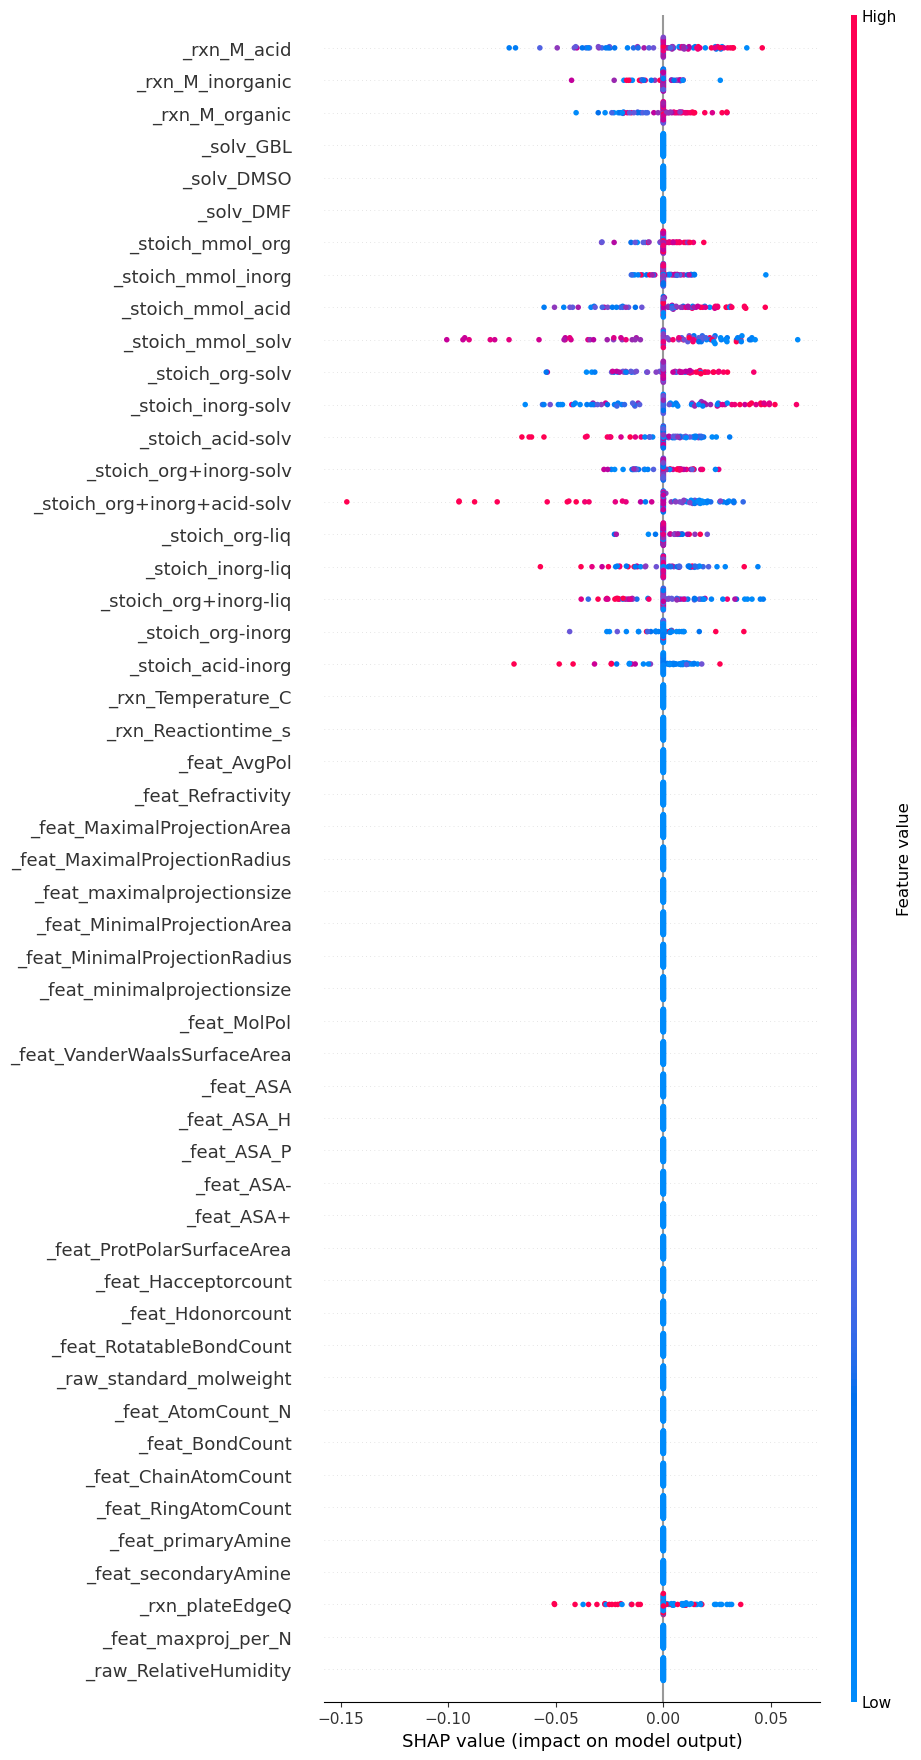 High
_rxn_M_acid
_rxn_M_inorganic
_rxn_M_organic
_solv_GBL
_solv_DMSO
_solv_DMF
_stoich_mmol_org
_stoich_mmol_inorg
_stoich_mmol_acid
_stoich_mmol_solv
_stoich_org-solv
_stoich_inorg-solv
_stoich_acid-solv
_stoich_org+inorg-solv
_stoich_org+inorg+acid-solv
_stoich_org-liq
_stoich_inorg-liq
_stoich_org+inorg-liq
_stoich_org-inorg
_stoich_acid-inorg
_rxn_Temperature_C
_rxn_Reactiontime_s
_feat_AvgPol
_feat_Refractivity
_feat_MaximalProjectionArea
_feat_MaximalProjectionRadius
_feat_maximalprojectionsize
_feat_MinimalProjectionArea
_feat_MinimalProjectionRadius
_feat_minimalprojectionsize
_feat_MolPol
_feat_VanderWaalsSurfaceArea
_feat_ASA
_feat_ASA_H
_feat_ASA_P
_feat_ASA-
_feat_ASA+
_feat_ProtPolarSurfaceArea
_feat_Hacceptorcount
_feat_Hdonorcount
_feat_RotatableBondCount
_raw_standard_molweight
_feat_AtomCount_N
_feat_BondCount
_feat_ChainAtomCount
_feat_RingAtomCount
_feat_primaryAmine
_feat_secondaryAmine
_rxn_plateEdgeQ
_feat_maxproj_per_N
_raw_RelativeHumidity
Feature value
Low
−0.15 −0.10 −0.05 0.00 0.05
SHAP value (impact on model output)